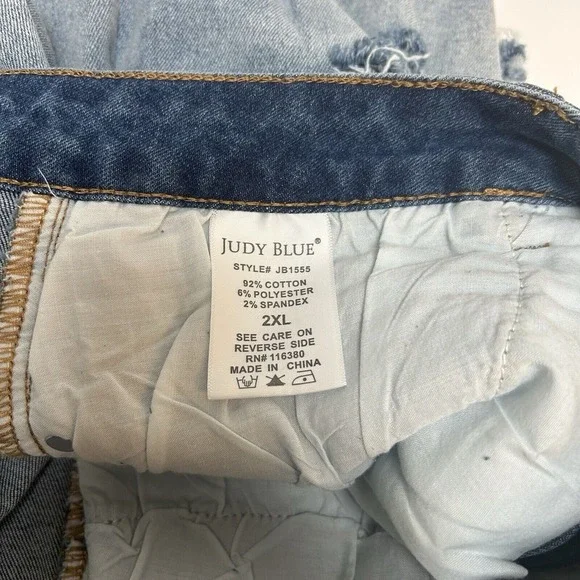 JUDY BLUE®
STYLE# JB1555
92% COTTON
6% POLYESTER
2% SPANDEX
2XL
SEE CARE ON
REVERSE SIDE
RN# 116380
MADE IN CHINA